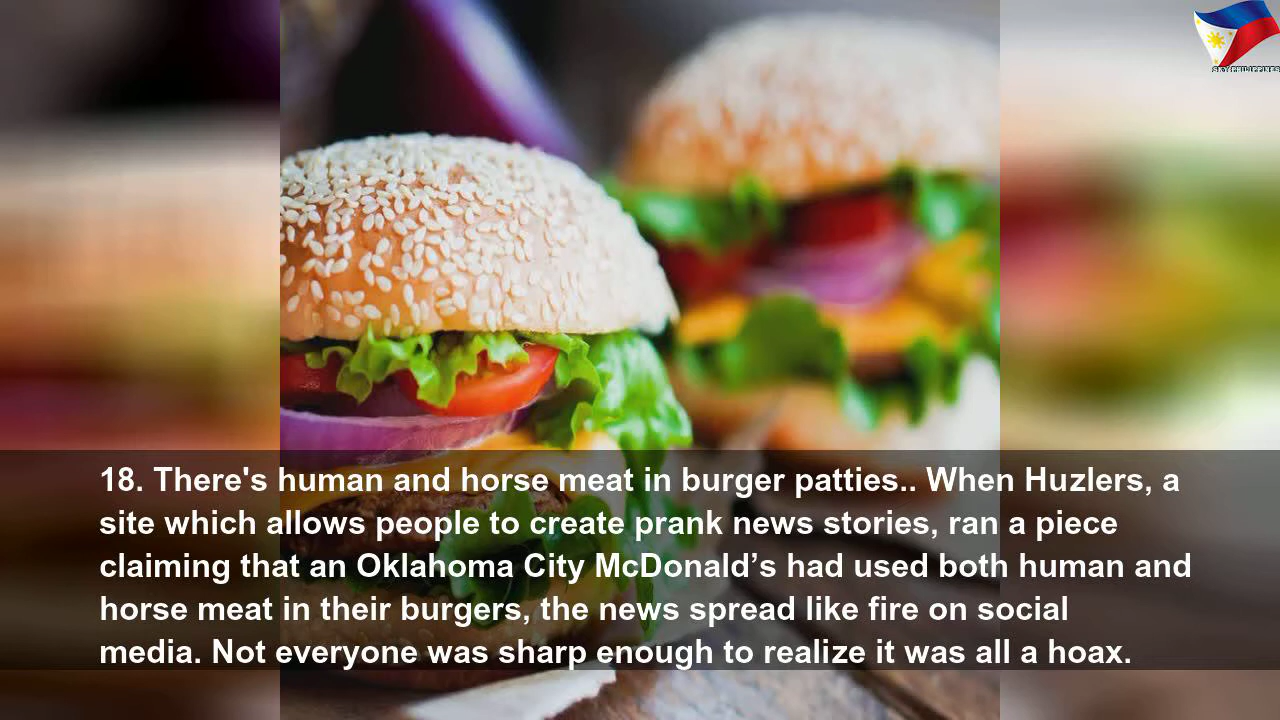 SKYPHILIPPINES
18. There's human and horse meat in burger patties.. When Huzlers, a
site which allows people to create prank news stories, ran a piece
claiming that an Oklahoma City McDonald’s had used both human and
horse meat in their burgers, the news spread like fire on social
media. Not everyone was sharp enough to realize it was all a hoax.